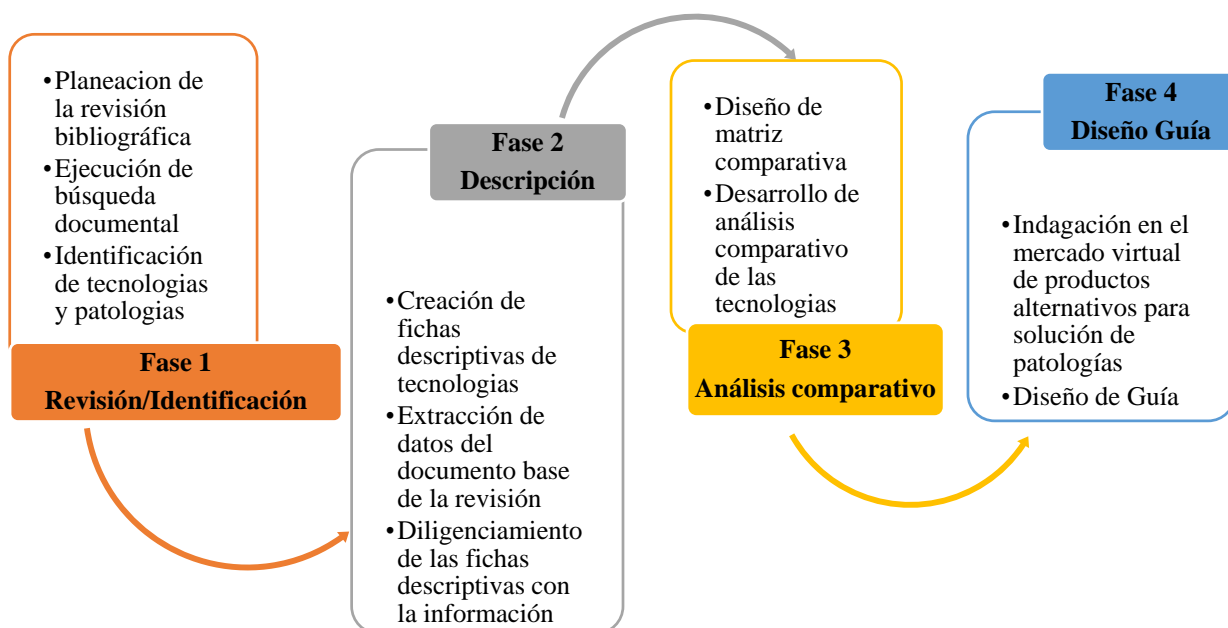 •Planeacion de
la revisión
bibliográfica
•Ejecución de
búsqueda
documental
•Identificación
de tecnologias
y patologias
Fase 1
Revisión/Identificación
Fase 2
Descripción
•Creación de
fichas
descriptivas de
tecnologias
•Extracción de
datos del
documento base
de la revisión
•Diligenciamiento
de las fichas
descriptivas con
la información
•Diseño de
matriz
comparativa
•Desarrollo de
análisis
comparativo
de las
tecnologias
Fase 3
Análisis comparativo
Fase 4
Diseño Guía
•Indagación en el
mercado virtual
de productos
alternativos para
solución de
patologías
•Diseño de Guía